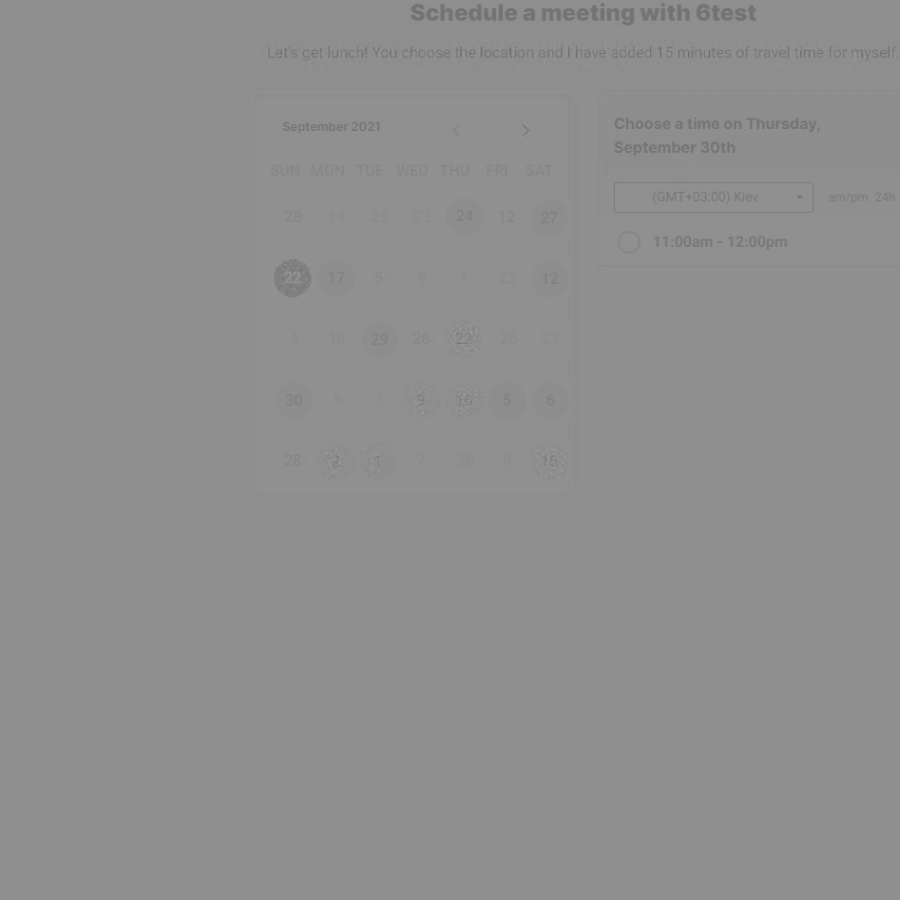 Schedule a meeting with 6test
Let's get lunch! You choose the location and I have added 15 minutes of travel time for myself.
September 2021
SUN MON TUE WED THU FRI SAT
28 14 25 23 24 12 27
22 17 5 9 1 25 12
4 10 29 28 22 26 23
30 6 3 9 16 5 6
28 2 1 7 26 9 15
Choose a time on Thursday,
September 30th
(GMT+03:00) Kiev am/pm 24h
11:00am - 12:00pm